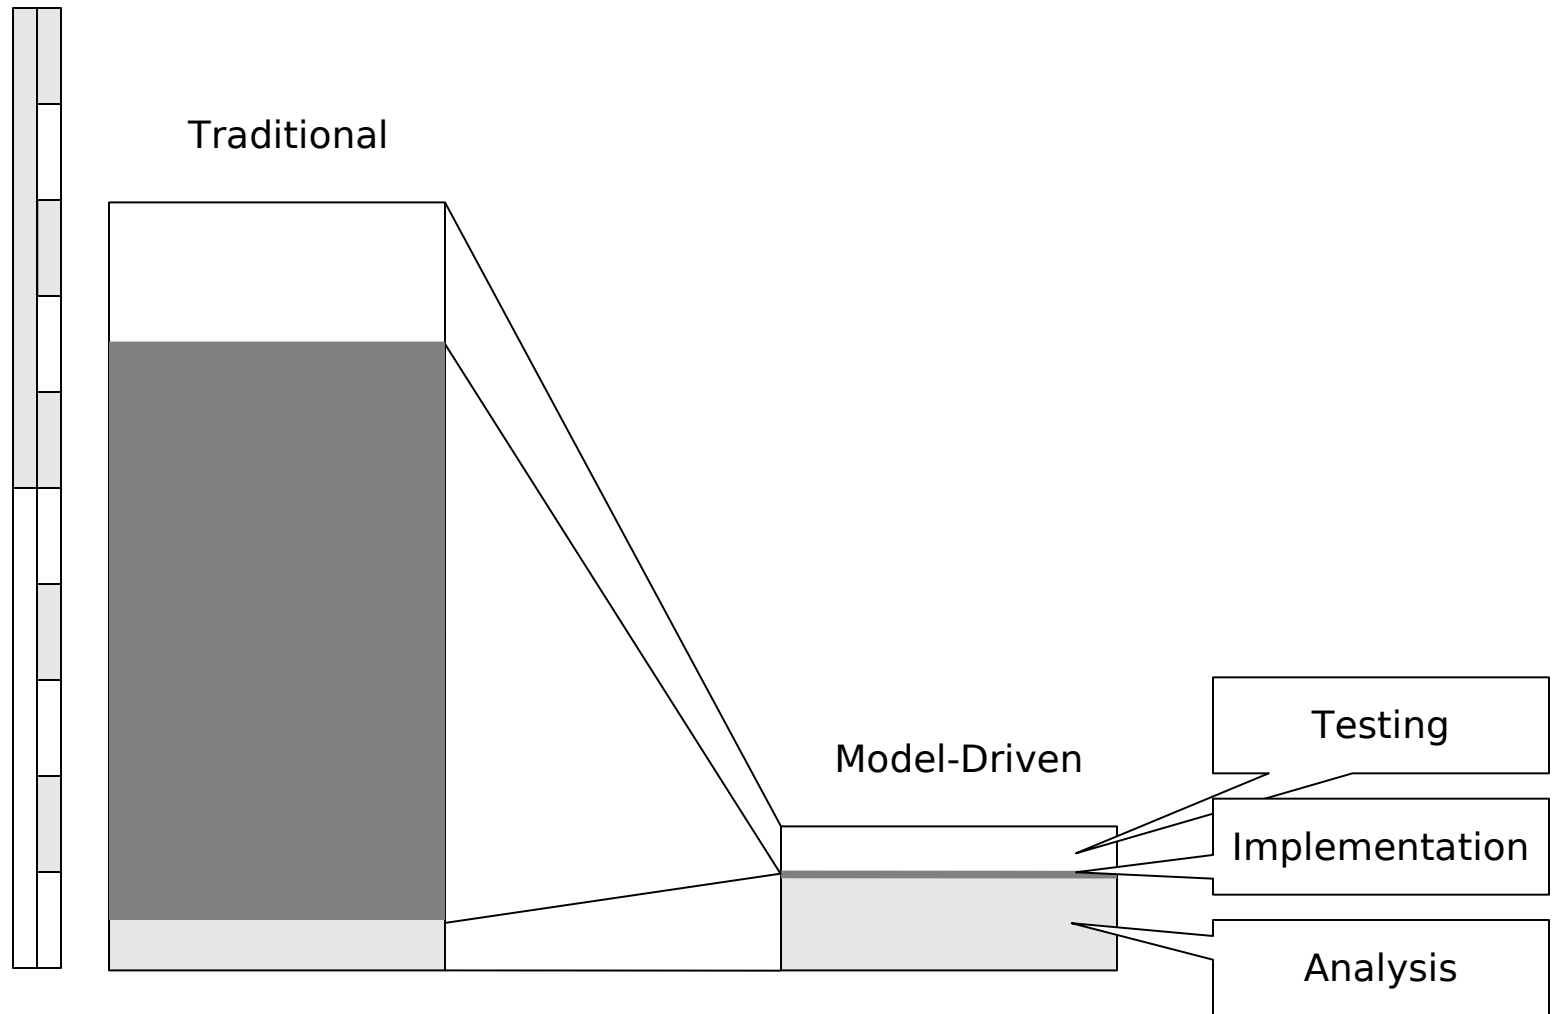 Traditional
Model-Driven
Testing
Implementation
Analysis